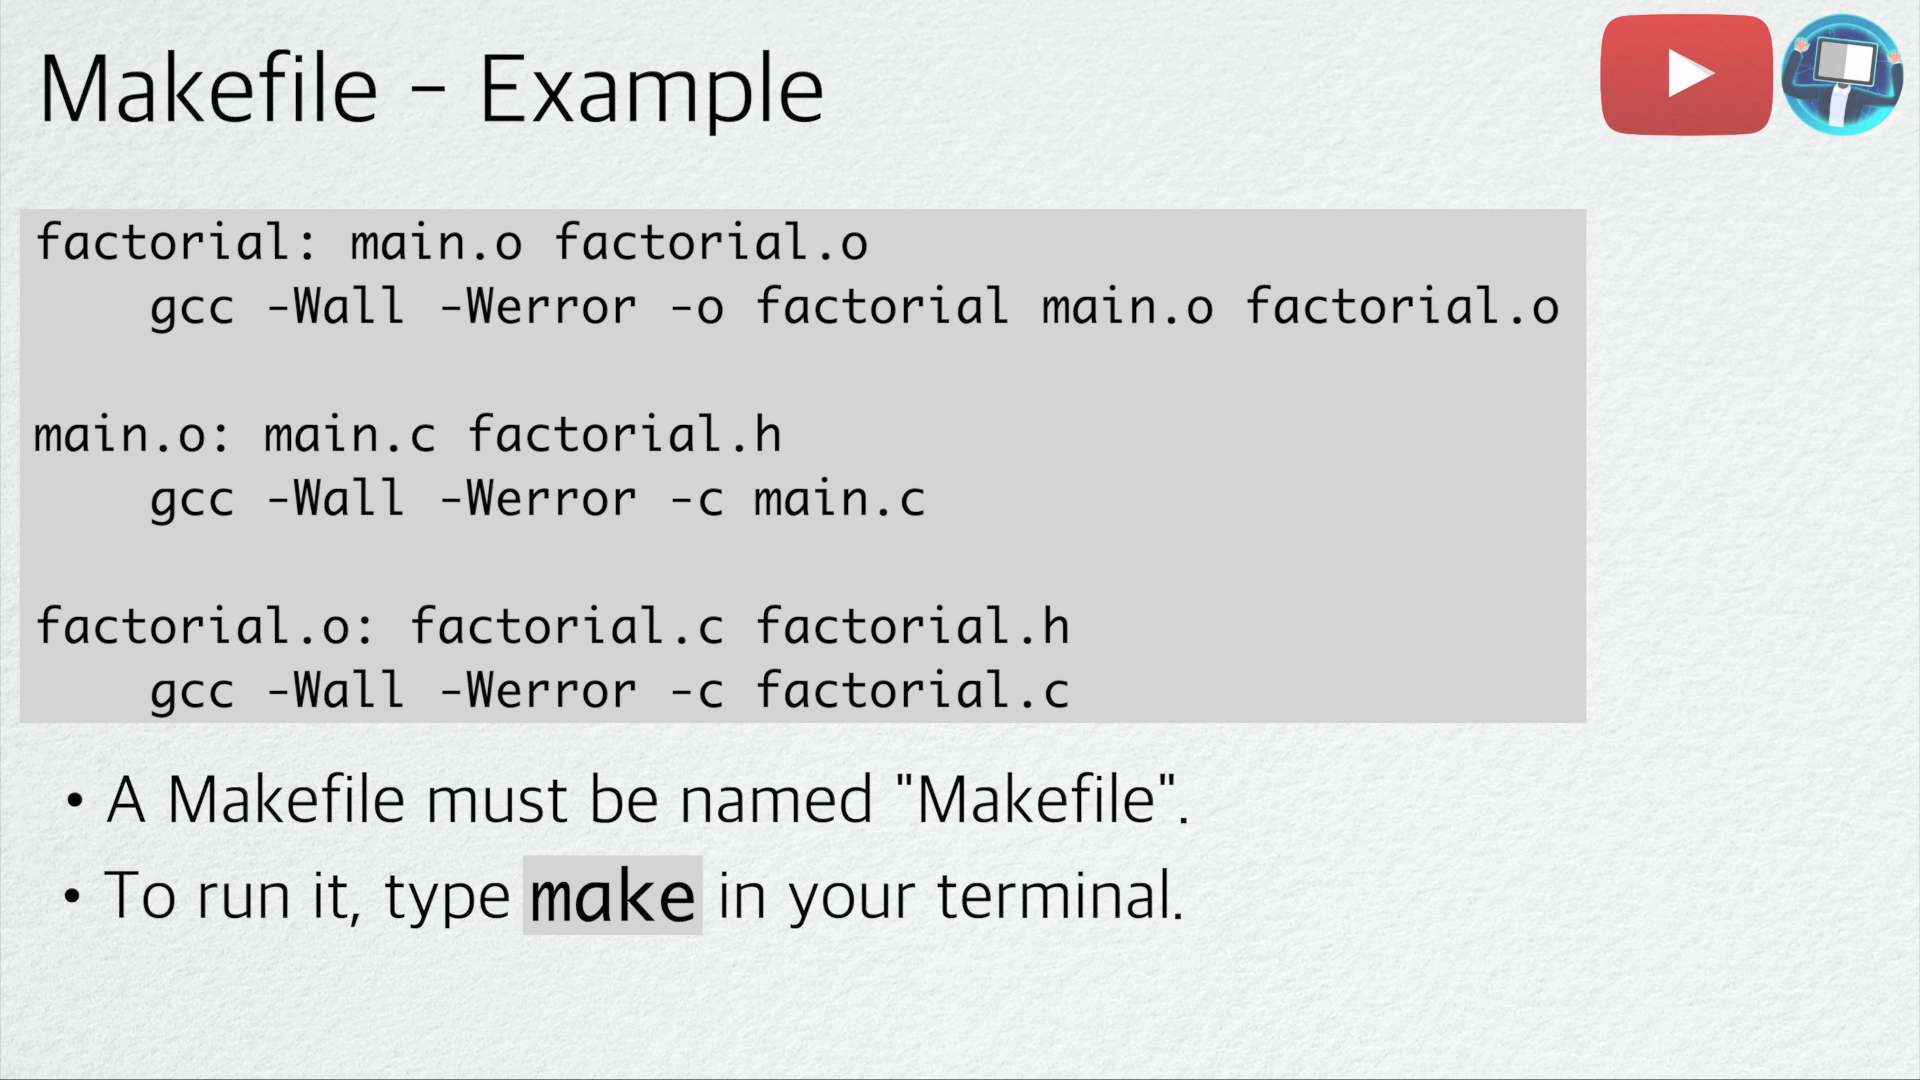 Makefile – Example
factorial: main.o factorial.o
    gcc -Wall -Werror -o factorial main.o factorial.o
main.o: main.c factorial.h
    gcc -Wall -Werror -c main.c
factorial.o: factorial.c factorial.h
    gcc -Wall -Werror -c factorial.c
• A Makefile must be named "Makefile".
• To run it, type make in your terminal.